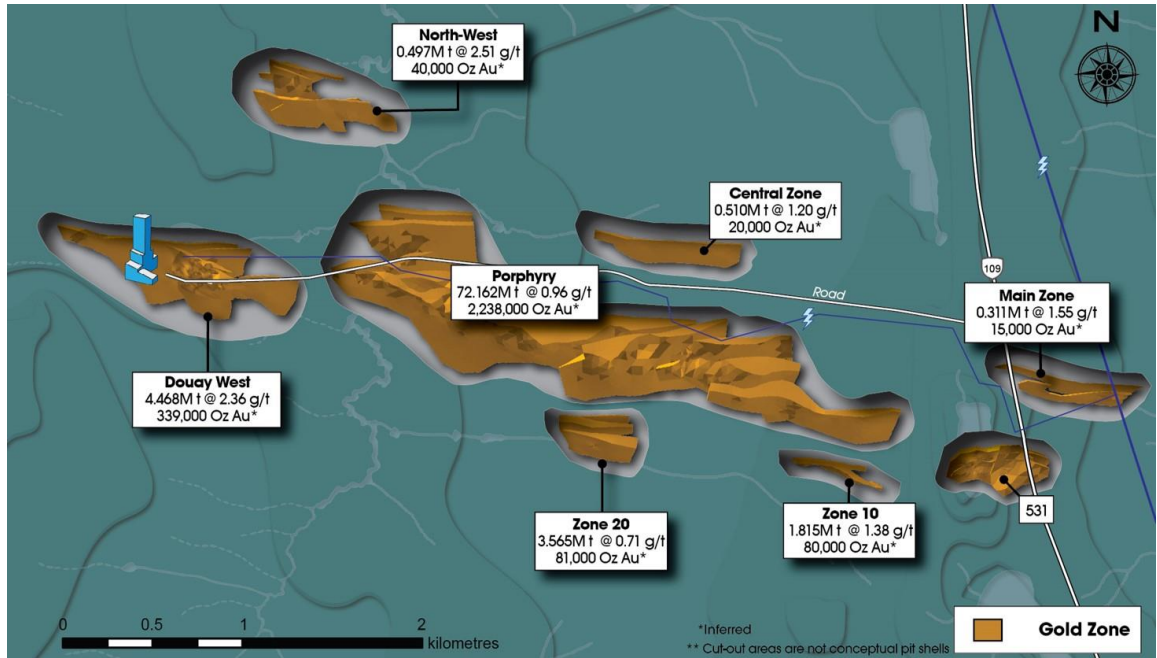 N
North-West
0.497M t @ 2.51 g/t
40,000 Oz Au*
Central Zone
0.510M t @ 1.20 g/t
20,000 Oz Au*
109
Porphyry
72.162M t @ 0.96 g/t
2,238,000 Oz Au*
Road
Main Zone
0.311M t @ 1.55 g/t
15,000 Oz Au*
Douay West
4.468M t @ 2.36 g/t
339,000 Oz Au*
Zone 20
3.565M t @ 0.71 g/t
81,000 Oz Au*
Zone 10
1.815M t @ 1.38 g/t
80,000 Oz Au*
531
0 0.5 1 2
kilometres
*Inferred
** Cut-out areas are not conceptual pit shells
Gold Zone